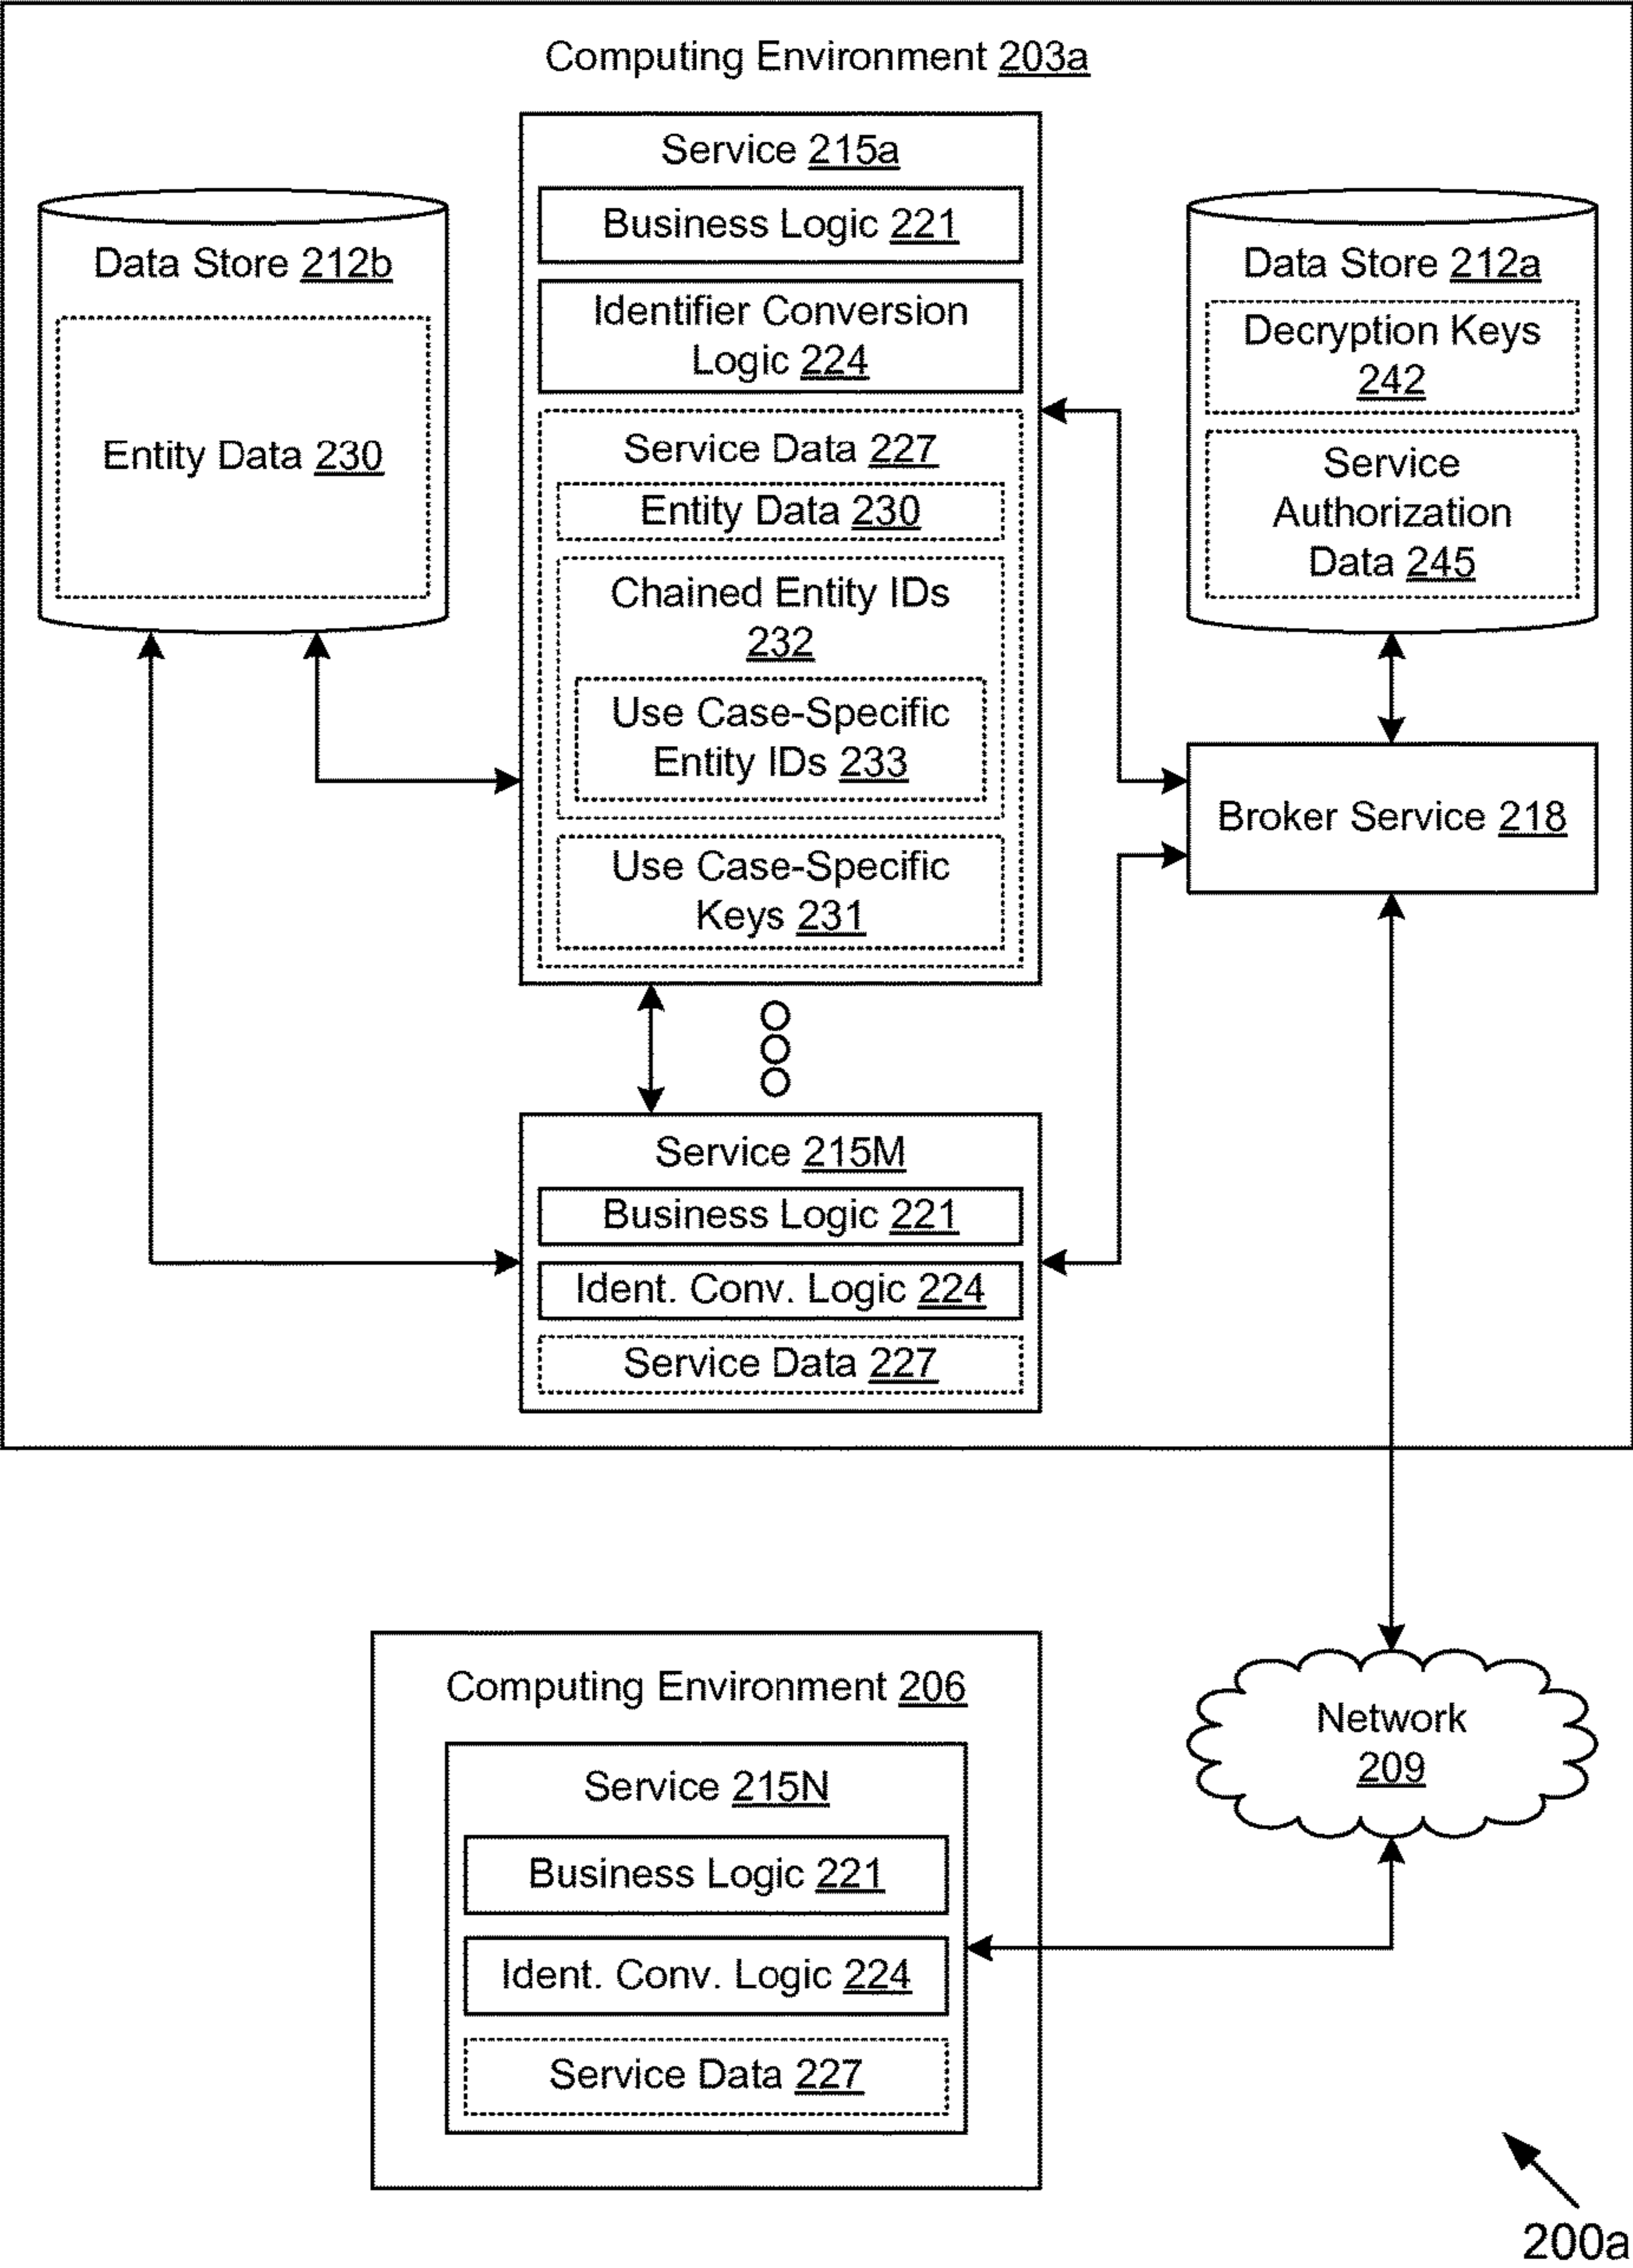 Computing Environment 203a
Service 215a
Business Logic 221
Identifier Conversion
Logic 224
Service Data 227
Entity Data 230
Chained Entity IDs
232
Use Case-Specific
Entity IDs 233
Use Case-Specific
Keys 231
Data Store 212b
Entity Data 230
Data Store 212a
Decryption Keys
242
Service
Authorization
Data 245
Broker Service 218
Service 215M
Business Logic 221
Ident. Conv. Logic 224
Service Data 227
Computing Environment 206
Service 215N
Business Logic 221
Ident. Conv. Logic 224
Service Data 227
Network
209
200a